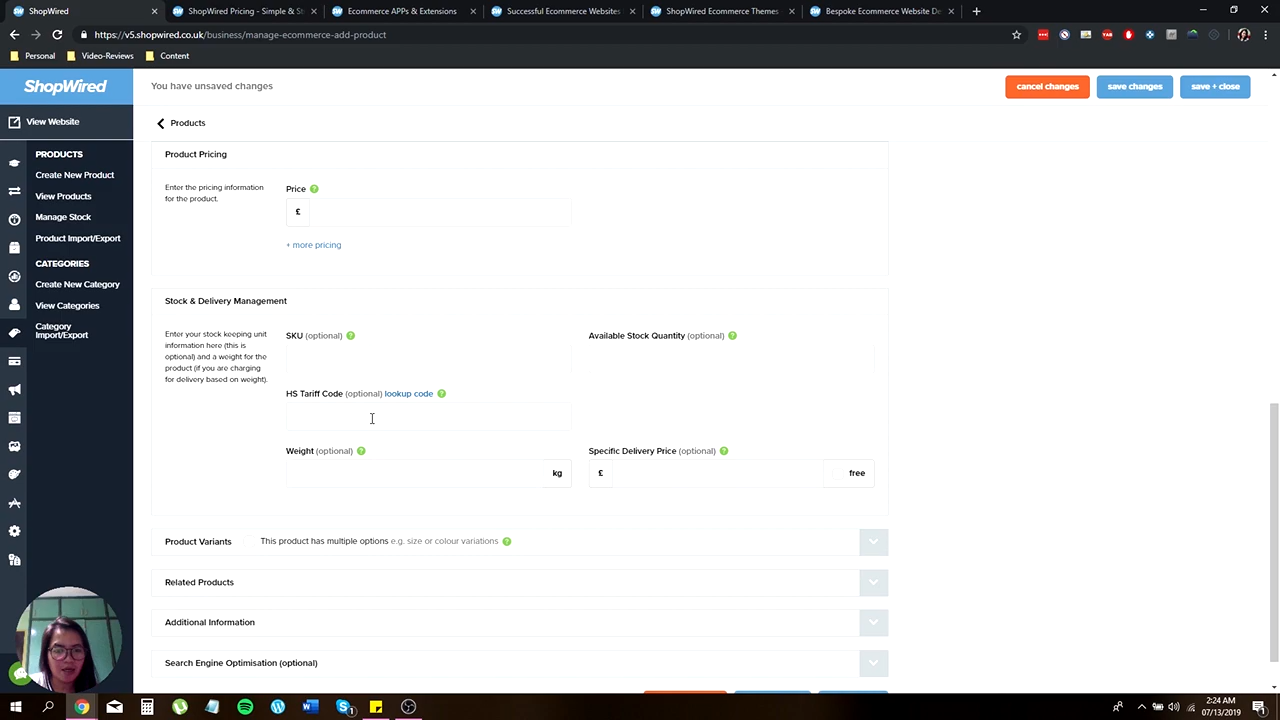 ShopWired
ShopWired - Simple & St
Ecommerce APPs & Extensions
Successful Ecommerce Websites
ShopWired Ecommerce Themes
Bespoke Ecommerce Website De
https://v5.shopwired.co.uk/business/manage-ecommerce-add-product
Personal
Video-Reviews
Content
ShopWired
You have unsaved changes
cancel changes
save changes
save + close
View Website
Products
PRODUCTS
Create New Product
View Products
Manage Stock
Product Import/Export
CATEGORIES
Create New Category
View Categories
Category
Import/Export
Product Pricing
Enter the pricing information
for the product.
Price ?
£
+ more pricing
Stock & Delivery Management
Enter your stock keeping unit
information here (this is
optional) and a weight for the
product (if you are charging
for delivery based on weight).
SKU (optional) ?
Available Stock Quantity (optional) ?
HS Tariff Code (optional) lookup code ?
Weight (optional) ?
kg
Specific Delivery Price (optional) ?
£
free
Product Variants
This product has multiple options e.g. size or colour variations ?
Related Products
Additional Information
Search Engine Optimisation (optional)
2:24 AM
07/13/2019